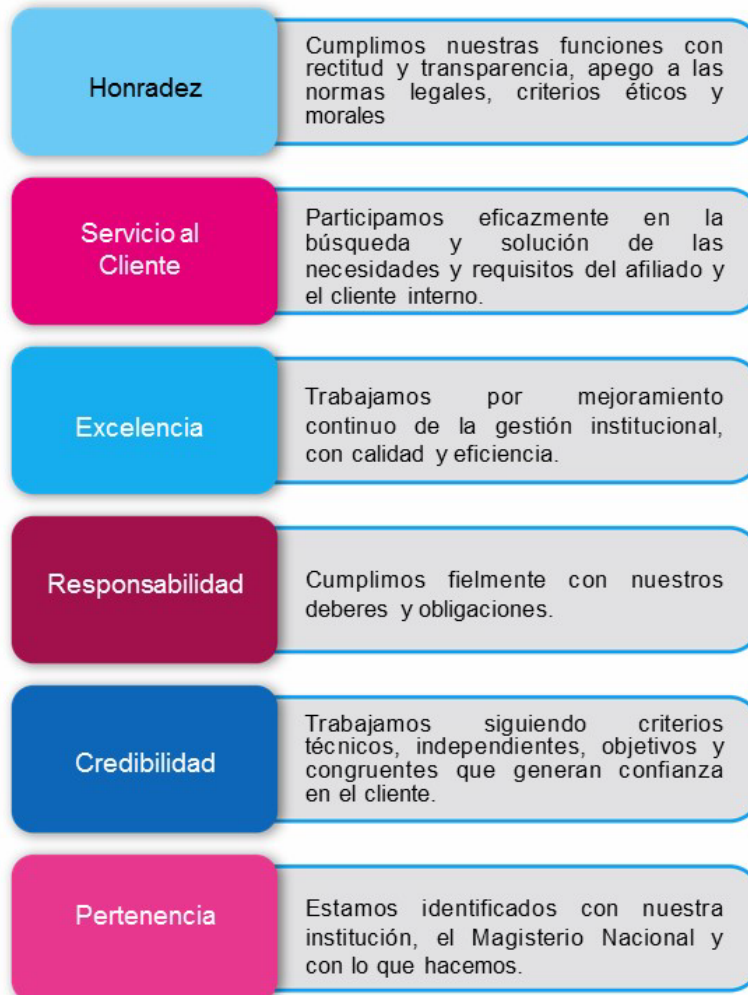 Honradez
Cumplimos nuestras funciones con
rectitud y transparencia, apego a las
normas legales, criterios éticos y
morales
Servicio al
Cliente
Participamos eficazmente en la
búsqueda y solución de las
necesidades y requisitos del afiliado y
el cliente interno.
Excelencia
Trabajamos por mejoramiento
continuo de la gestión institucional,
con calidad y eficiencia.
Responsabilidad
Cumplimos fielmente con nuestros
deberes y obligaciones.
Credibilidad
Trabajamos siguiendo criterios
técnicos, independientes, objetivos y
congruentes que generan confianza
en el cliente.
Pertenencia
Estamos identificados con nuestra
institución, el Magisterio Nacional y
con lo que hacemos.